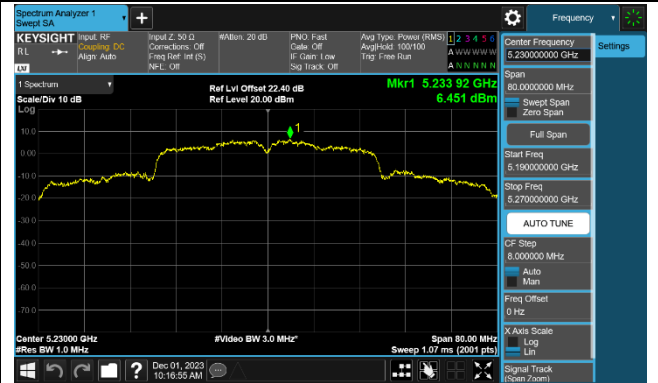 Spectrum Analyzer 1
Swept SA
Frequency
KEYSIGHT
RL
Input: RF
Coupling: DC
Align: Auto
Input Z: 50 Ω
Corrections: Off
Freq Ref: Int (S)
NFE: Off
#Atten: 20 dB
PNO: Fast
Gate: Off
IF Gain: Low
Sig Track: Off
Avg Type: Power (RMS)
Avg|Hold: 100/100
Trig: Free Run
1 2 3 4 5 6
A W W W W W
A N N N N N
LXI
1 Spectrum
Scale/Div 10 dB
Log
Ref Lvl Offset 22.40 dB
Ref Level 20.00 dBm
Mkr1 5.233 92 GHz
6.451 dBm
1
10.0
0.00
-10.0
-20.0
-30.0
-40.0
-50.0
-60.0
-70.0
Center 5.23000 GHz
#Res BW 1.0 MHz
#Video BW 3.0 MHz*
Span 80.00 MHz
Sweep 1.07 ms (2001 pts)
Dec 01, 2023
10:16:55 AM
Center Frequency
5.230000000 GHz
Settings
Span
80.0000000 MHz
Swept Span
Zero Span
Full Span
Start Freq
5.190000000 GHz
Stop Freq
5.270000000 GHz
AUTO TUNE
CF Step
8.000000 MHz
Auto
Man
Freq Offset
0 Hz
X Axis Scale
Log
Lin
Signal Track
(Span Zoom)